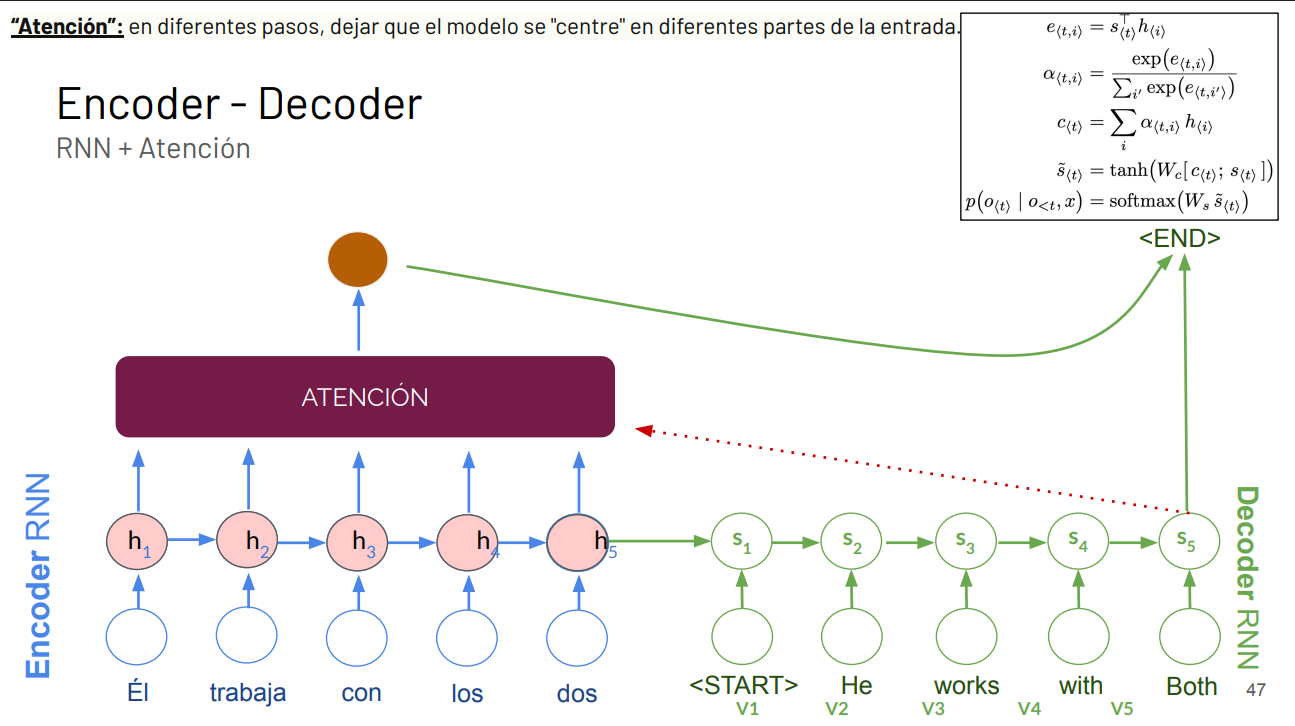 “Atención”: en diferentes pasos, dejar que el modelo se "centre" en diferentes partes de la entrada.
e⟨t,i⟩ = s⊤⟨t⟩h⟨i⟩
α⟨t,i⟩ = exp(e⟨t,i⟩) / ∑i′ exp(e⟨t,i′⟩)
c⟨t⟩ = ∑i α⟨t,i⟩ h⟨i⟩
s̃⟨t⟩ = tanh(Wc[c⟨t⟩; s⟨t⟩])
p(o⟨t⟩ | o<t, x) = softmax(Ws s̃⟨t⟩)
Encoder - Decoder
RNN + Atención
<END>
ATENCIÓN
Encoder RNN
h1 h2 h3 h4 h5 s1 s2 s3 s4 s5
Decoder RNN
Él trabaja con los dos <START> He works with Both
V1 V2 V3 V4 V5
47